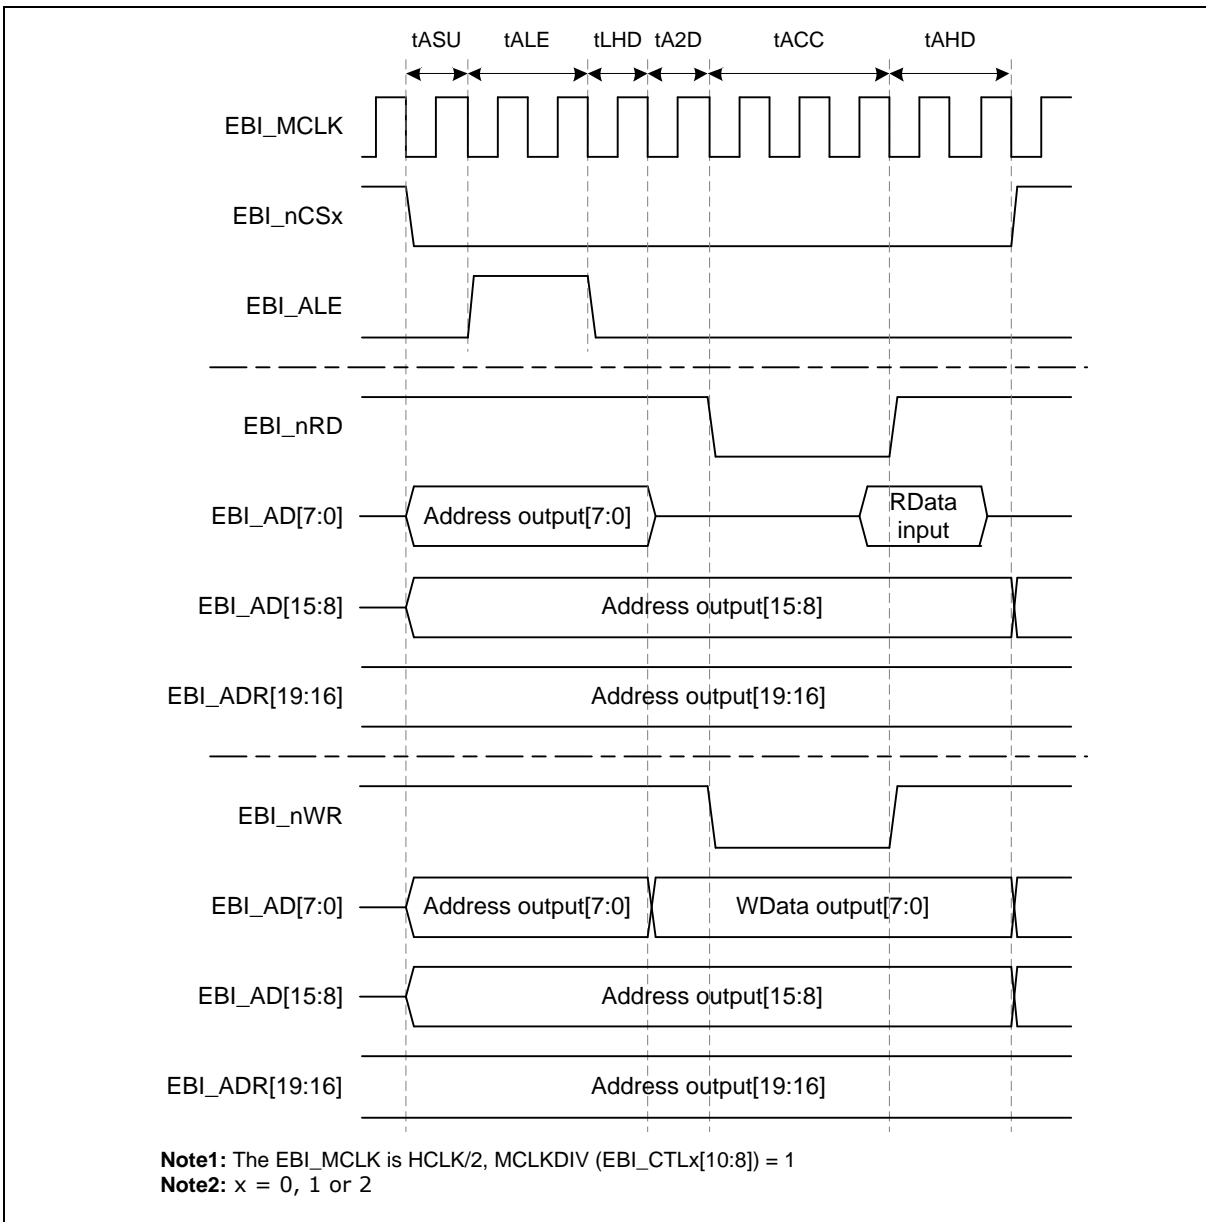 tASU tALE tLHD tA2D tACC tAHD
EBI_MCLK
EBI_nCSx
EBI_ALE
EBI_nRD
EBI_AD[7:0] Address output[7:0] RData
input
EBI_AD[15:8] Address output[15:8]
EBI_ADR[19:16] Address output[19:16]
EBI_nWR
EBI_AD[7:0] Address output[7:0] WData output[7:0]
EBI_AD[15:8] Address output[15:8]
EBI_ADR[19:16] Address output[19:16]
Note1: The EBI_MCLK is HCLK/2, MCLKDIV (EBI_CTLx[10:8]) = 1
Note2: x = 0, 1 or 2